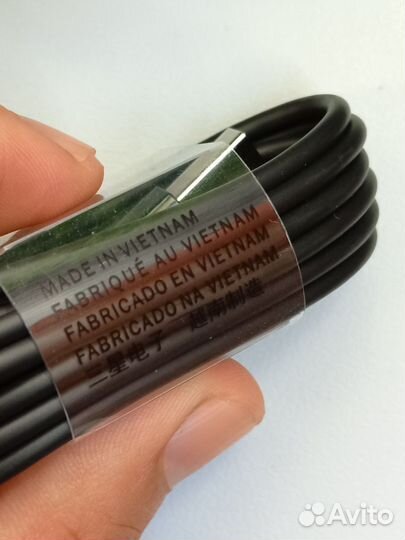 MADE IN VIETNAM
FABRIQUÉ AU VIETNAM
FABRICADO EN VIETNAM
FABRICADO NA VIETNAM
三星电子 越南制造
Avito